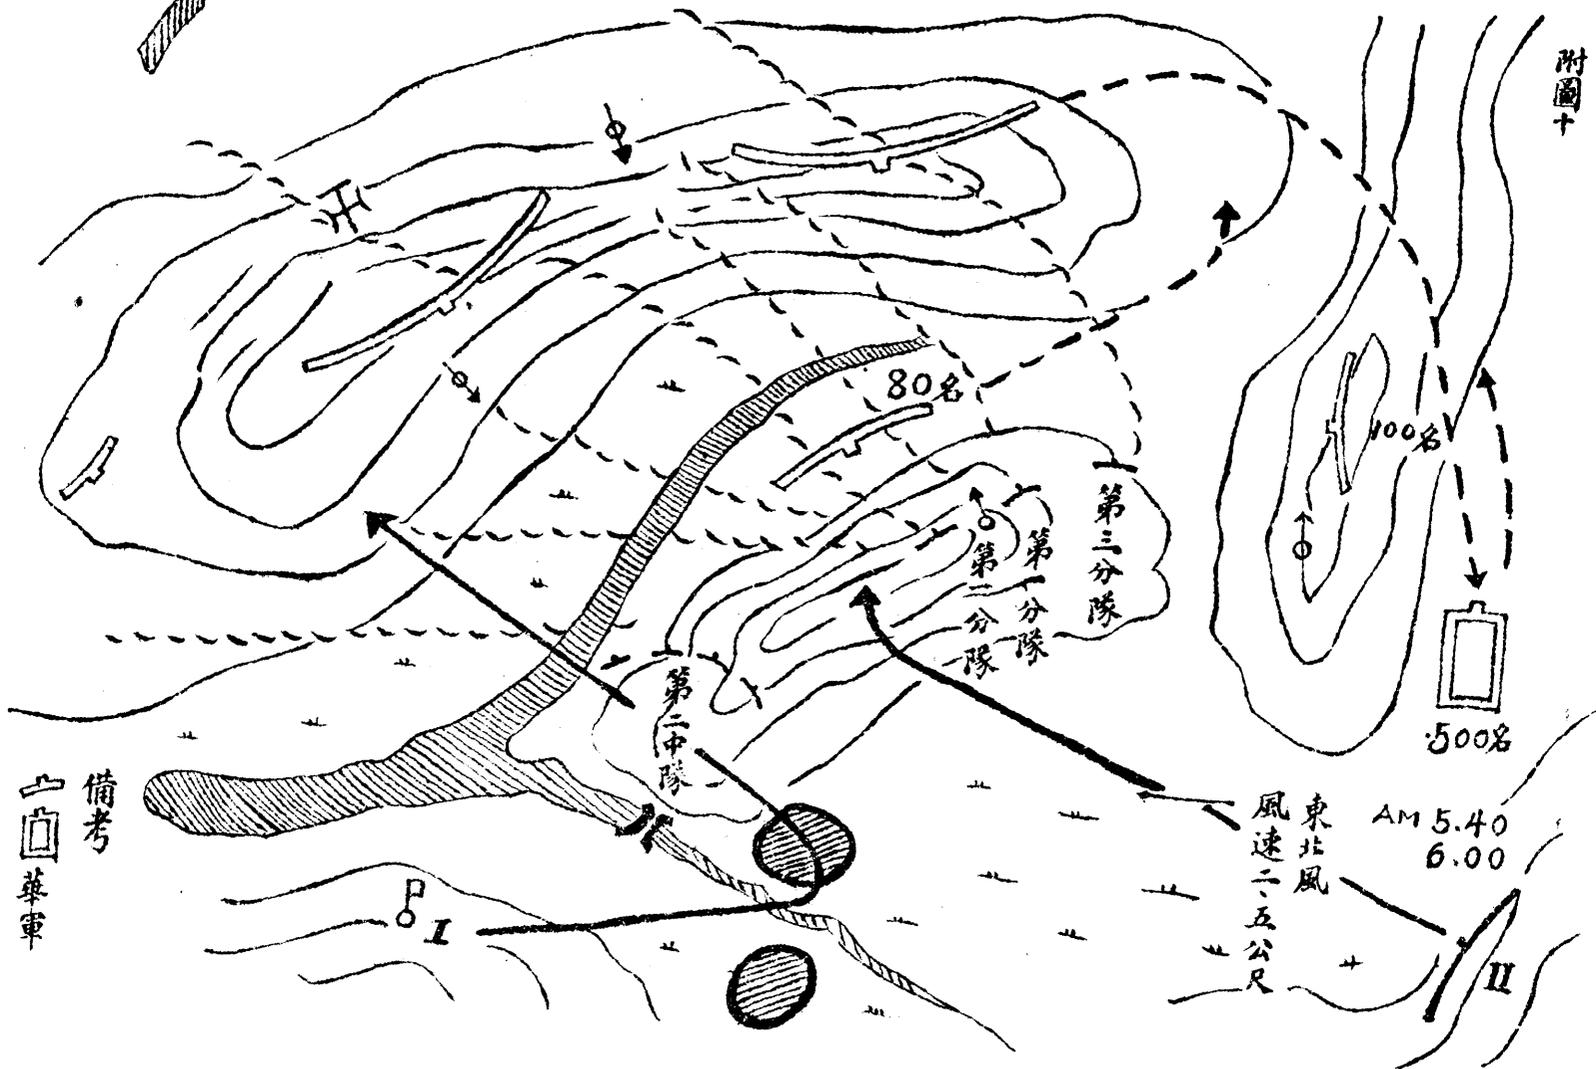 附圖十
80名
100名
500名
第三分隊
第一分隊
第二分隊
第二中隊
AM 5.40
6.00
東北風
風速二、五公尺
I
II
備考
華軍